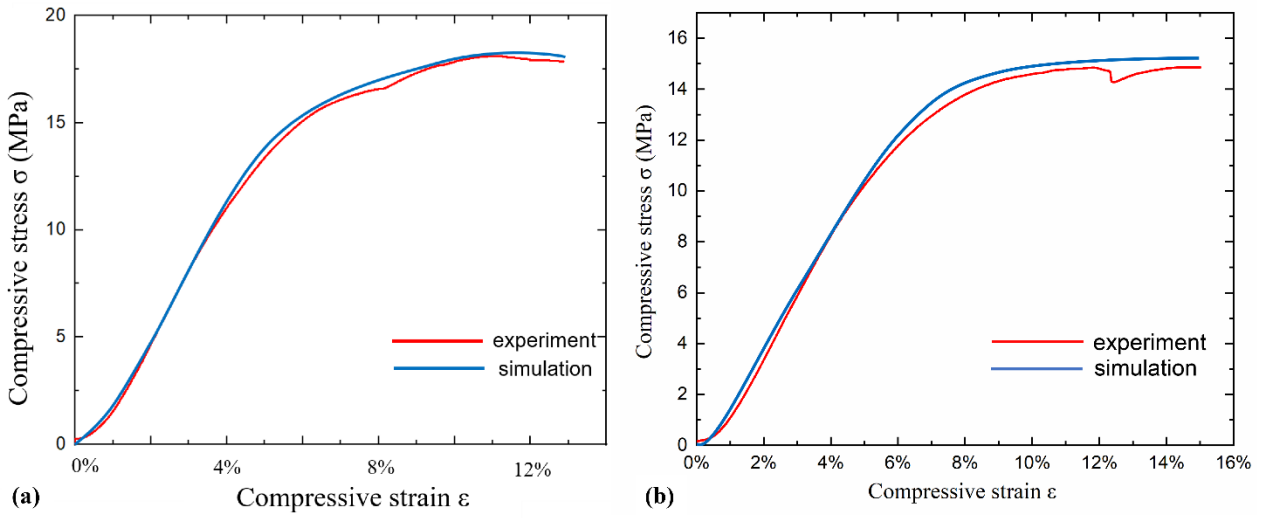 20
15
10
5
0
Compressive stress σ (MPa)
experiment
simulation
0% 4% 8% 12%
(a) Compressive strain ε
16
14
12
10
8
6
4
2
0
Compressive stress σ (MPa)
experiment
simulation
0% 2% 4% 6% 8% 10% 12% 14% 16%
(b) Compressive strain ε